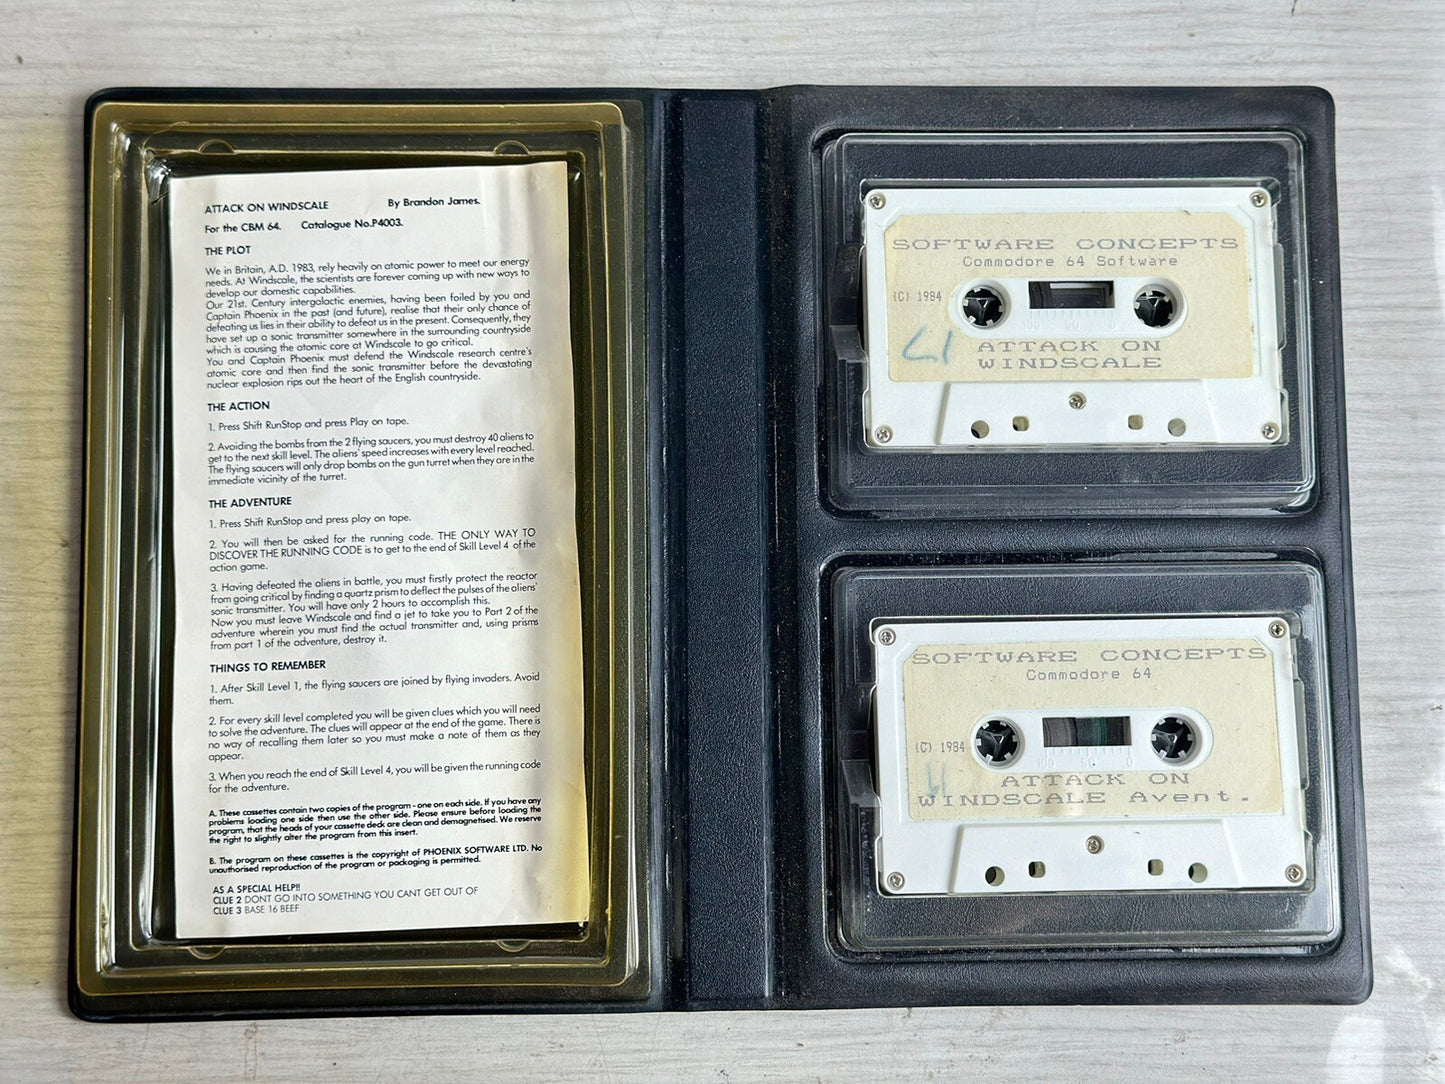 ATTACK ON WINDSCALE By Brandon James.
For the CBM 64. Catalogue No.P4003.
THE PLOT
We in Britain, A.D. 1983, rely heavily on atomic power to meet our energy
needs. At Windscale, the scientists are forever coming up with new ways to
develop our domestic capabilities.
Our 21st. Century intergalactic enemies, having been foiled by you and
Captain Phoenix in the past (and future), realise that their only chance of
defeating us lies in their ability to defeat us in the present. Consequently, they
have set up a sonic transmitter somewhere in the surrounding countryside
which is causing the atomic core at Windscale to go critical.
You and Captain Phoenix must defend the Windscale research centre's
atomic core and then find the sonic transmitter before the devastating
nuclear explosion rips out the heart of the English countryside.
THE ACTION
1. Press Shift RunStop and press Play on tape.
2. Avoiding the bombs from the 2 flying saucers, you must destroy 40 aliens to
get to the next skill level. The aliens' speed increases with every level reached.
The flying saucers will only drop bombs on the gun turret when they are in the
immediate vicinity of the turret.
THE ADVENTURE
1. Press Shift RunStop and press play on tape.
2. You will then be asked for the running code. THE ONLY WAY TO
DISCOVER THE RUNNING CODE is to get to the end of Skill Level 4 of the
action game.
3. Having defeated the aliens in battle, you must firstly protect the reactor
from going critical by finding a quartz prism to deflect the pulses of the aliens'
sonic transmitter. You will have only 2 hours to accomplish this.
Now you must leave Windscale and find a jet to take you to Part 2 of the
adventure wherein you must find the actual transmitter and, using prisms
from part 1 of the adventure, destroy it.
THINGS TO REMEMBER
1. After Skill Level 1, the flying saucers are joined by flying invaders. Avoid
them.
2. For every skill level completed you will be given clues which you will need
to solve the adventure. The clues will appear at the end of the game. There is
no way of recalling them later so you must make a note of them as they
appear.
3. When you reach the end of Skill Level 4, you will be given the running code
for the adventure.
A. These cassettes contain two copies of the program - one on each side. If you have any
problems loading one side then use the other side. Please ensure before loading the
program, that the heads of your cassette deck are clean and demagnetised. We reserve
the right to slightly alter the program from this insert.
B. The program on these cassettes is the copyright of PHOENIX SOFTWARE LTD. No
unauthorised reproduction of the program or packaging is permitted.
AS A SPECIAL HELP!!
CLUE 2 DONT GO INTO SOMETHING YOU CANT GET OUT OF
CLUE 3 BASE 16 BEEF
SOFTWARE CONCEPTS
Commodore 64 Software
(C) 1984
ATTACK ON
WINDSCALE
SOFTWARE CONCEPTS
Commodore 64
(C) 1984
100 50 0
ATTACK ON
WINDSCALE Avent.